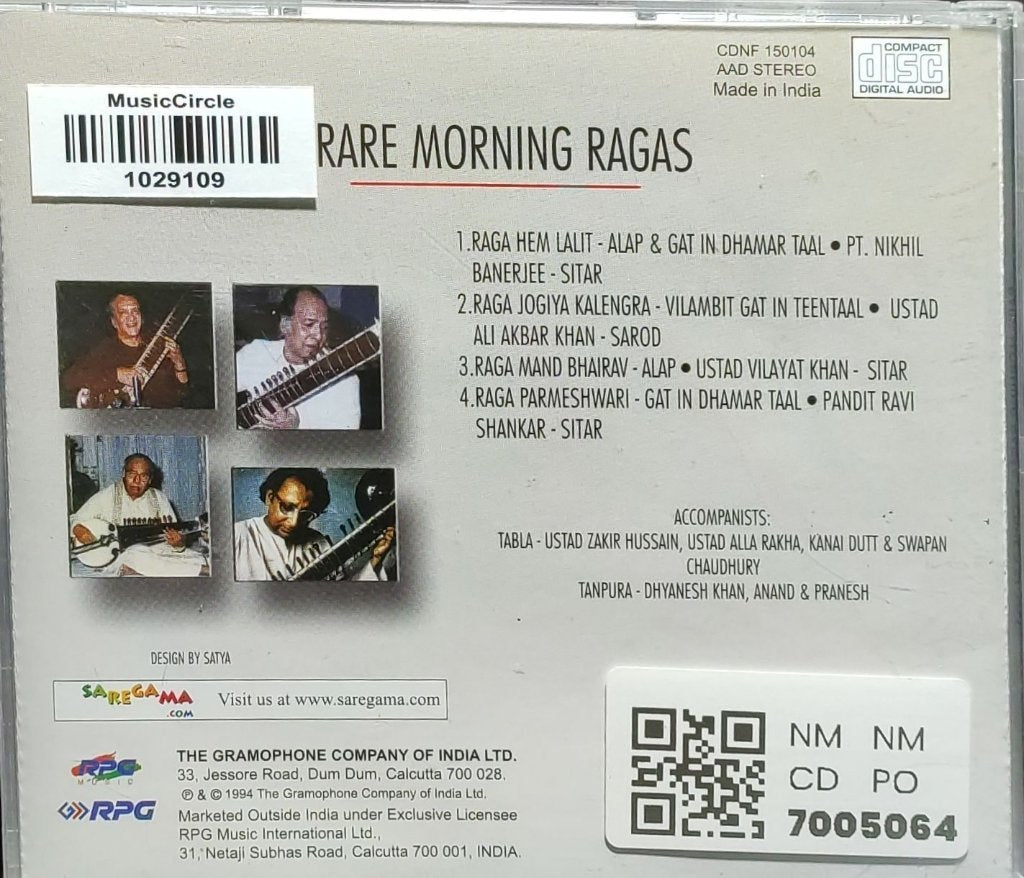 CDNF 150104
AAD STEREO
Made in India
COMPACT
disc
DIGITAL AUDIO
MusicCircle
1029109
RARE MORNING RAGAS
1.RAGA HEM LALIT - ALAP & GAT IN DHAMAR TAAL • PT. NIKHIL
BANERJEE - SITAR
2.RAGA JOGIYA KALENGRA - VILAMBIT GAT IN TEENTAAL • USTAD
ALI AKBAR KHAN - SAROD
3.RAGA MAND BHAIRAV - ALAP • USTAD VILAYAT KHAN - SITAR
4.RAGA PARMESHWARI - GAT IN DHAMAR TAAL • PANDIT RAVI
SHANKAR - SITAR
ACCOMPANISTS:
TABLA - USTAD ZAKIR HUSSAIN, USTAD ALLA RAKHA, KANAI DUTT & SWAPAN
CHAUDHURY
TANPURA - DHYANESH KHAN, ANAND & PRANESH
DESIGN BY SATYA
SAREGAMA
.COM
Visit us at www.saregama.com
RPG
MUSIC
RPG
THE GRAMOPHONE COMPANY OF INDIA LTD.
33, Jessore Road, Dum Dum, Calcutta 700 028.
℗ & © 1994 The Gramophone Company of India Ltd.
Marketed Outside India under Exclusive Licensee
RPG Music International Ltd.,
31, Netaji Subhas Road, Calcutta 700 001, INDIA.
NM NM
CD PO
7005064